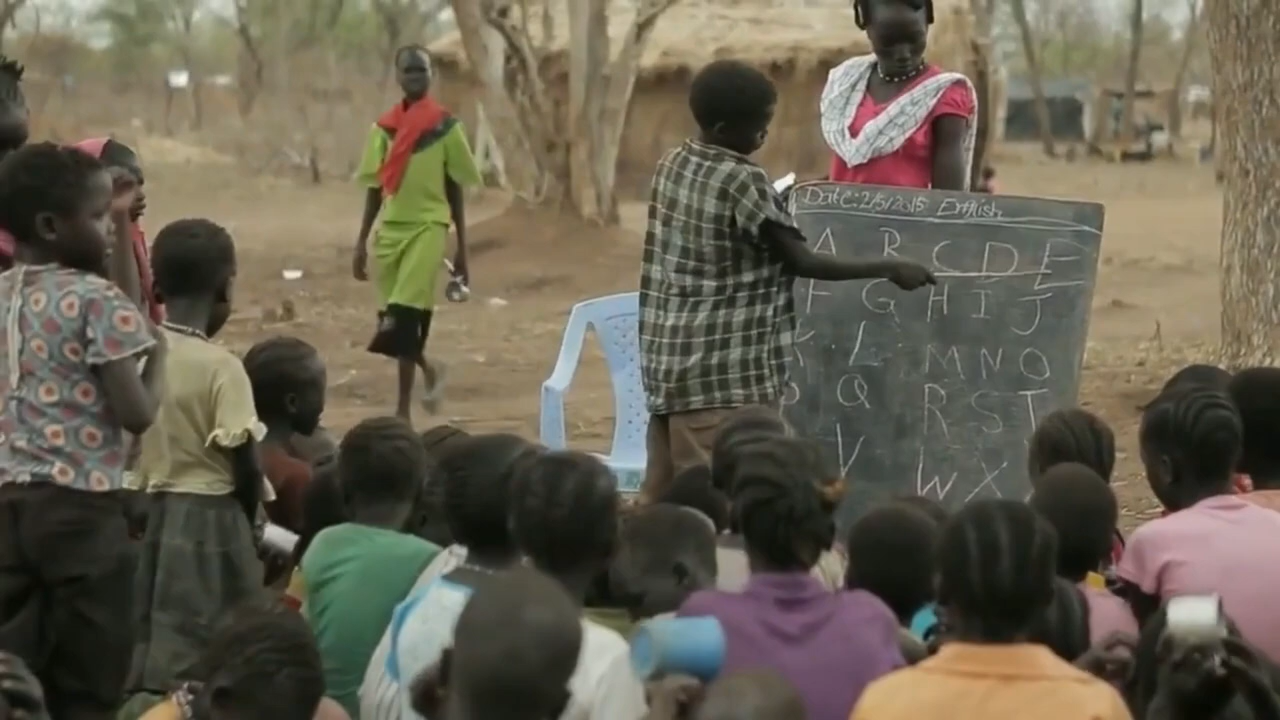 Date: 2/5/2015 English
A B C D E
F G H I J
K L M N O
P Q R S T
V W X